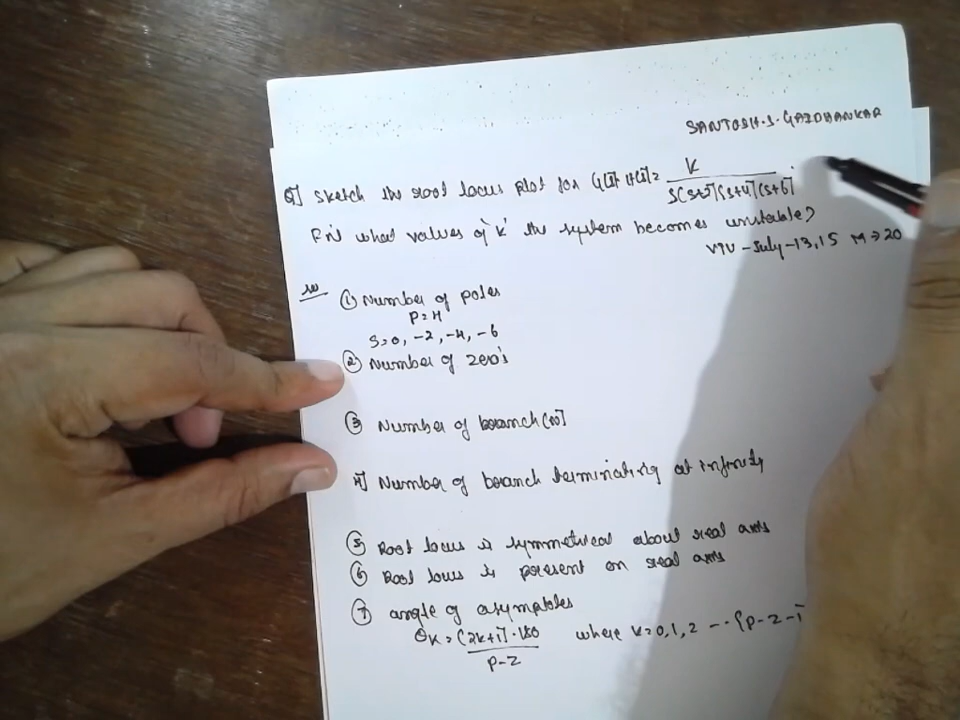 SANTOSH.S.GAIDHANKAR
Q] Sketch the root locus plot for G(s) H(s) = K / s(s+2)(s+4)(s+6)
For what values of 'K' the system becomes unstable?
VTU - July - 13, 15 M → 20
① Number of poles
P = 4
s = 0, -2, -4, -6
② Number of zero's
③ Number of branch
4] Number of branch terminating at infinity
⑤ Root locus is symmetrical about real axis
⑥ Root locus is present on real axis
⑦ angle of asymptotes
θK = (2K+1) · 180 / P-Z where K = 0, 1, 2 --- (P-Z-1)